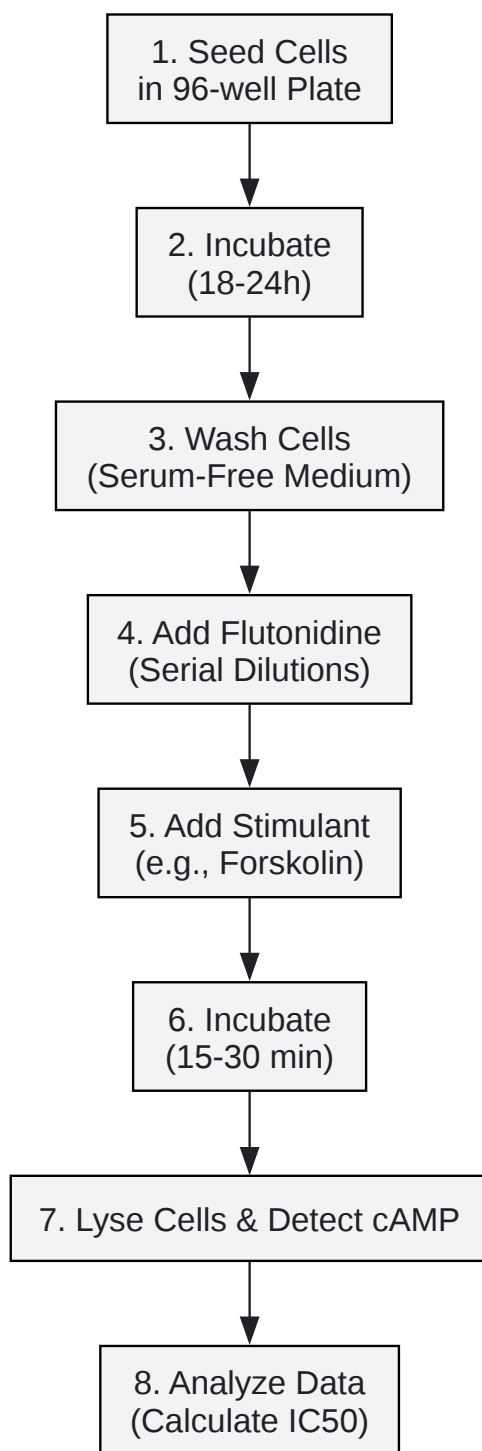 1. Seed Cells
in 96-well Plate
2. Incubate
(18-24h)
3. Wash Cells
(Serum-Free Medium)
4. Add Flutonidine
(Serial Dilutions)
5. Add Stimulant
(e.g., Forskolin)
6. Incubate
(15-30 min)
7. Lyse Cells & Detect cAMP
8. Analyze Data
(Calculate IC50)